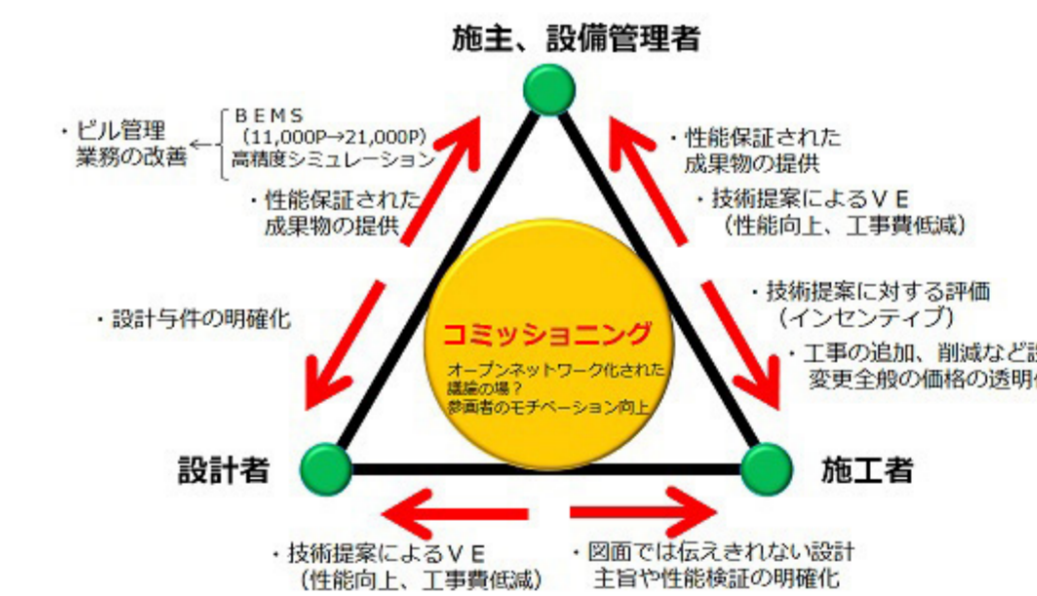 施主、設備管理者
・ビル管理
業務の改善
BEMS
(11,000P→21,000P)
高精度シミュレーション
・性能保証された
成果物の提供
・性能保証された
成果物の提供
・技術提案によるVE
(性能向上、工事費低減)
・設計与件の明確化
・技術提案に対する評価
(インセンティブ)
・工事の追加、削減など設
変更全般の価格の透明
コミッショニング
オープンネットワーク化された
議論の場?
参画者のモチベーション向上
設計者
施工者
・技術提案によるVE
(性能向上、工事費低減)
・図面では伝えきれない設計
主旨や性能検証の明確化